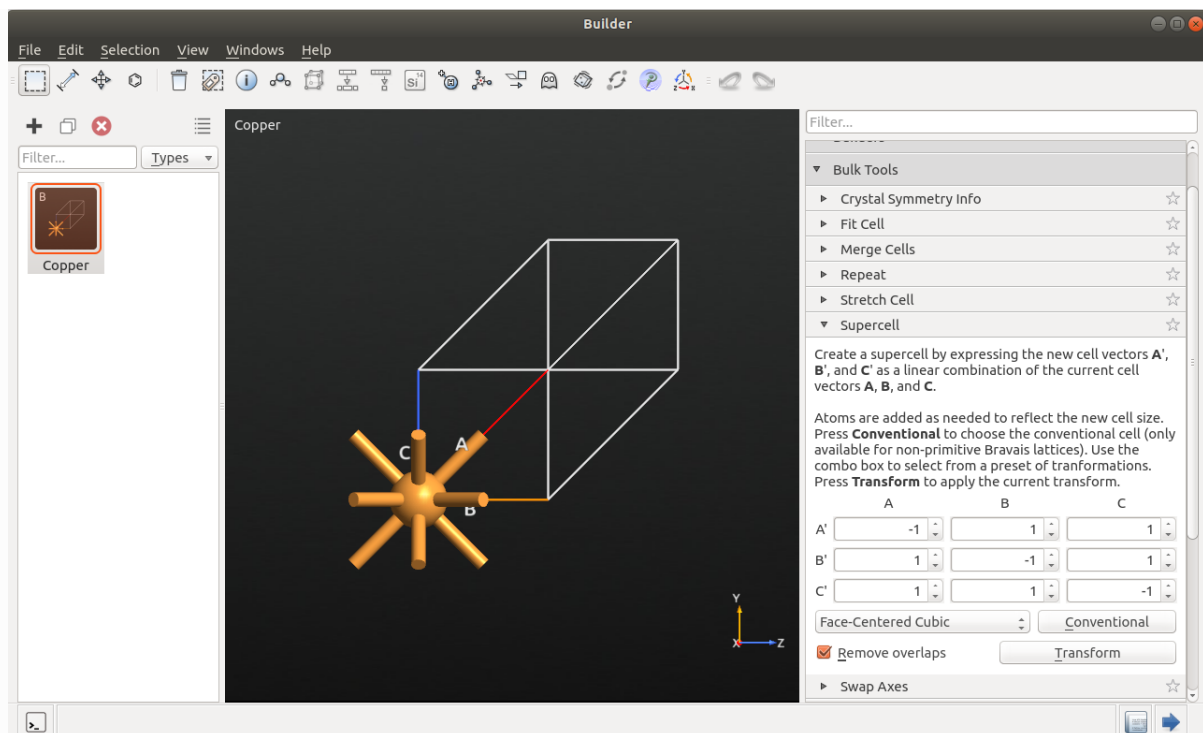 Builder
File Edit Selection View Windows Help
Si 14
Filter...
Types
B
Copper
Copper
C
A
B
Y
X
Z
Filter...
Bulk Tools
Crystal Symmetry Info
Fit Cell
Merge Cells
Repeat
Stretch Cell
Supercell
Create a supercell by expressing the new cell vectors A',
B', and C' as a linear combination of the current cell
vectors A, B, and C.
Atoms are added as needed to reflect the new cell size.
Press Conventional to choose the conventional cell (only
available for non-primitive Bravais lattices). Use the
combo box to select from a preset of tranformations.
Press Transform to apply the current transform.
A B C
A' -1 1 1
B' 1 -1 1
C' 1 1 -1
Face-Centered Cubic Conventional
Remove overlaps Transform
Swap Axes